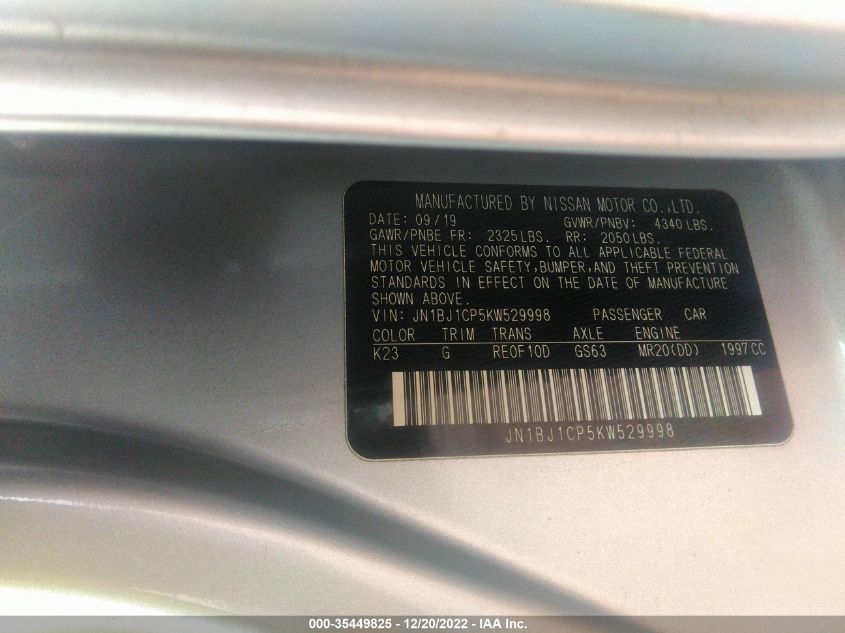 MANUFACTURED BY NISSAN MOTOR CO.,LTD.
DATE: 09/19 GVWR/PNBV: 4340 LBS.
GAWR/PNBE FR: 2325 LBS. RR: 2050 LBS.
THIS VEHICLE CONFORMS TO ALL APPLICABLE FEDERAL
MOTOR VEHICLE SAFETY,BUMPER,AND THEFT PREVENTION
STANDARDS IN EFFECT ON THE DATE OF MANUFACTURE
SHOWN ABOVE.
VIN: JN1BJ1CP5KW529998 PASSENGER CAR
COLOR TRIM TRANS AXLE ENGINE
K23 G RE0F10D GS63 MR20(DD) 1997CC
JN1BJ1CP5KW529998
000-35449825 - 12/20/2022 - IAA Inc.